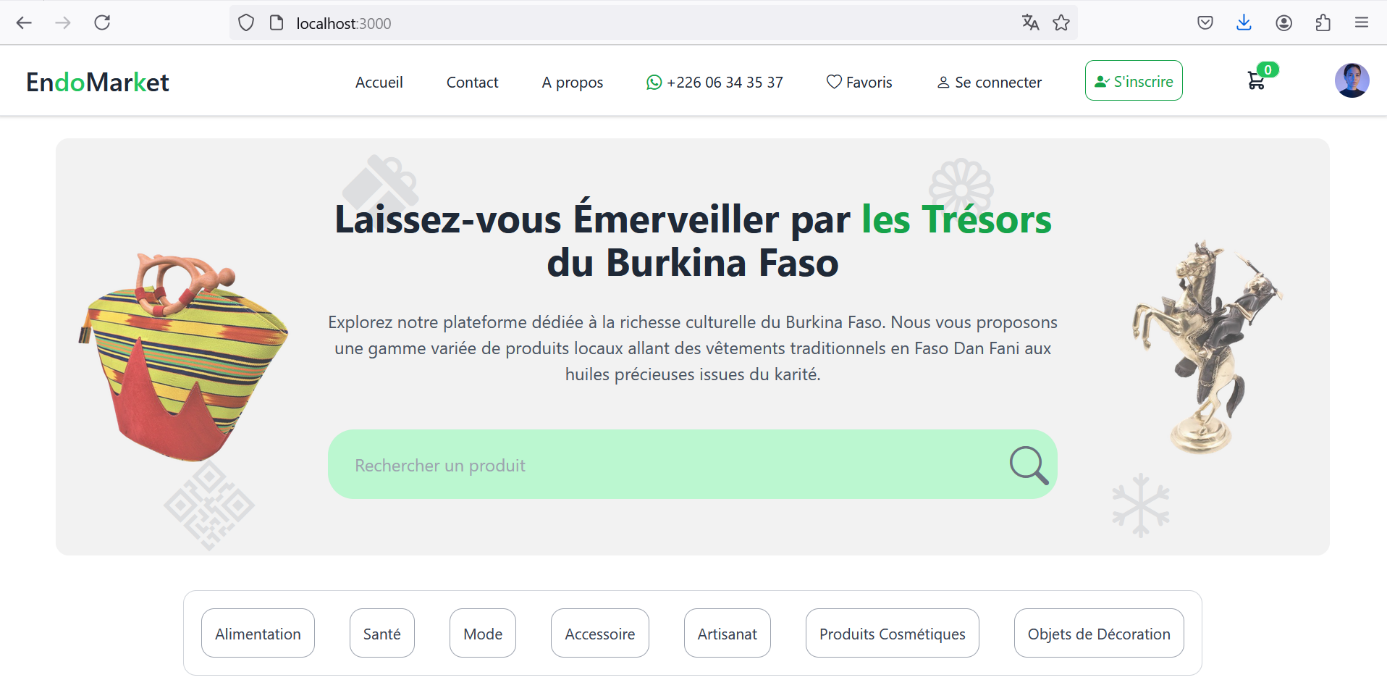 localhost:3000
EndoMarket
Accueil
Contact
A propos
+226 06 34 35 37
Favoris
Se connecter
S'inscrire
0
Laissez-vous Émerveiller par les Trésors
du Burkina Faso
Explorez notre plateforme dédiée à la richesse culturelle du Burkina Faso. Nous vous proposons
une gamme variée de produits locaux allant des vêtements traditionnels en Faso Dan Fani aux
huiles précieuses issues du karité.
Rechercher un produit
Alimentation
Santé
Mode
Accessoire
Artisanat
Produits Cosmétiques
Objets de Décoration